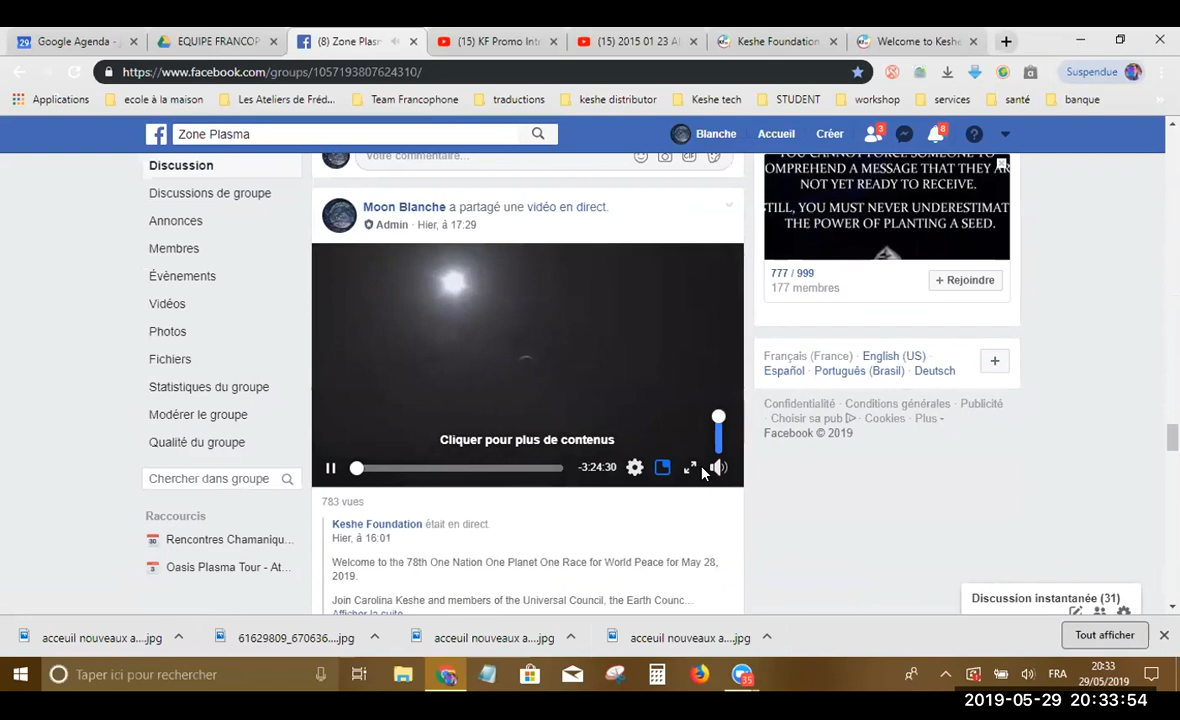 Google Agenda -
EQUIPE FRANCOP
(8) Zone Plasm
(15) KF Promo Int
(15) 2015 01 23 Al
Keshe Foundation
Welcome to Keshe
https://www.facebook.com/groups/1057193807624310/
Suspendue
Applications
ecole à la maison
Les Ateliers de Fréd...
Team Francophone
traductions
keshe distributor
Keshe tech
STUDENT
workshop
services
santé
banque
Zone Plasma
Blanche
Accueil
Créer
3
8
Discussion
Discussions de groupe
Annonces
Membres
Évènements
Vidéos
Photos
Fichiers
Statistiques du groupe
Modérer le groupe
Qualité du groupe
Chercher dans groupe
Raccourcis
30 Rencontres Chamaniqu...
3 Oasis Plasma Tour - At...
Votre commentaire...
GIF
Moon Blanche a partagé une vidéo en direct.
Admin · Hier, à 17:29
Cliquer pour plus de contenus
-3:24:30
783 vues
Keshe Foundation était en direct.
Hier, à 16:01
Welcome to the 78th One Nation One Planet One Race for World Peace for May 28,
2019.
Join Carolina Keshe and members of the Universal Council, the Earth Counc...
Afficher la suite
YOU CANNOT FORCE SOMEONE TO
OMPREHEND A MESSAGE THAT THEY AR
NOT YET READY TO RECEIVE.
STILL, YOU MUST NEVER UNDERESTIMAT
THE POWER OF PLANTING A SEED.
777 / 999
177 membres
+ Rejoindre
Français (France) · English (US) ·
Español · Português (Brasil) · Deutsch
Confidentialité · Conditions générales · Publicité
· Choisir sa pub · Cookies · Plus
Facebook © 2019
Discussion instantanée (31)
acceuil nouveaux a....jpg
61629809_670636....jpg
acceuil nouveaux a....jpg
acceuil nouveaux a....jpg
Tout afficher
Taper ici pour rechercher
35
FRA
20:33
29/05/2019
2019-05-29 20:33:54